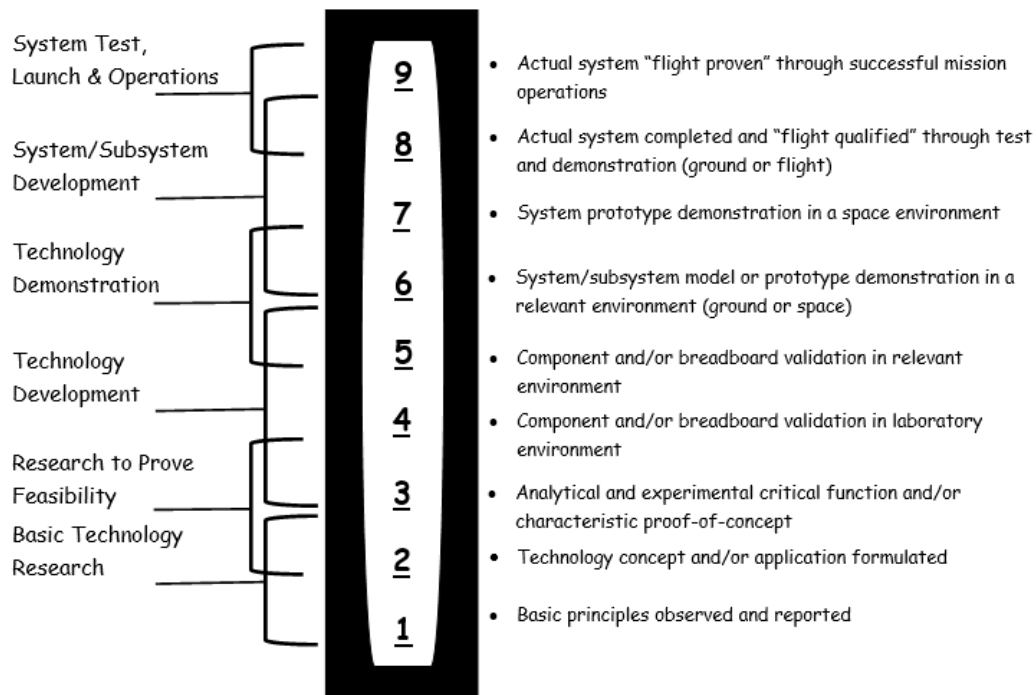 System Test,
Launch & Operations
System/Subsystem
Development
Technology
Demonstration
Technology
Development
Research to Prove
Feasibility
Basic Technology
Research
9
8
7
6
5
4
3
2
1
• Actual system “flight proven” through successful mission
operations
• Actual system completed and “flight qualified” through test
and demonstration (ground or flight)
• System prototype demonstration in a space environment
• System/subsystem model or prototype demonstration in a
relevant environment (ground or space)
• Component and/or breadboard validation in relevant
environment
• Component and/or breadboard validation in laboratory
environment
• Analytical and experimental critical function and/or
characteristic proof-of-concept
• Technology concept and/or application formulated
• Basic principles observed and reported